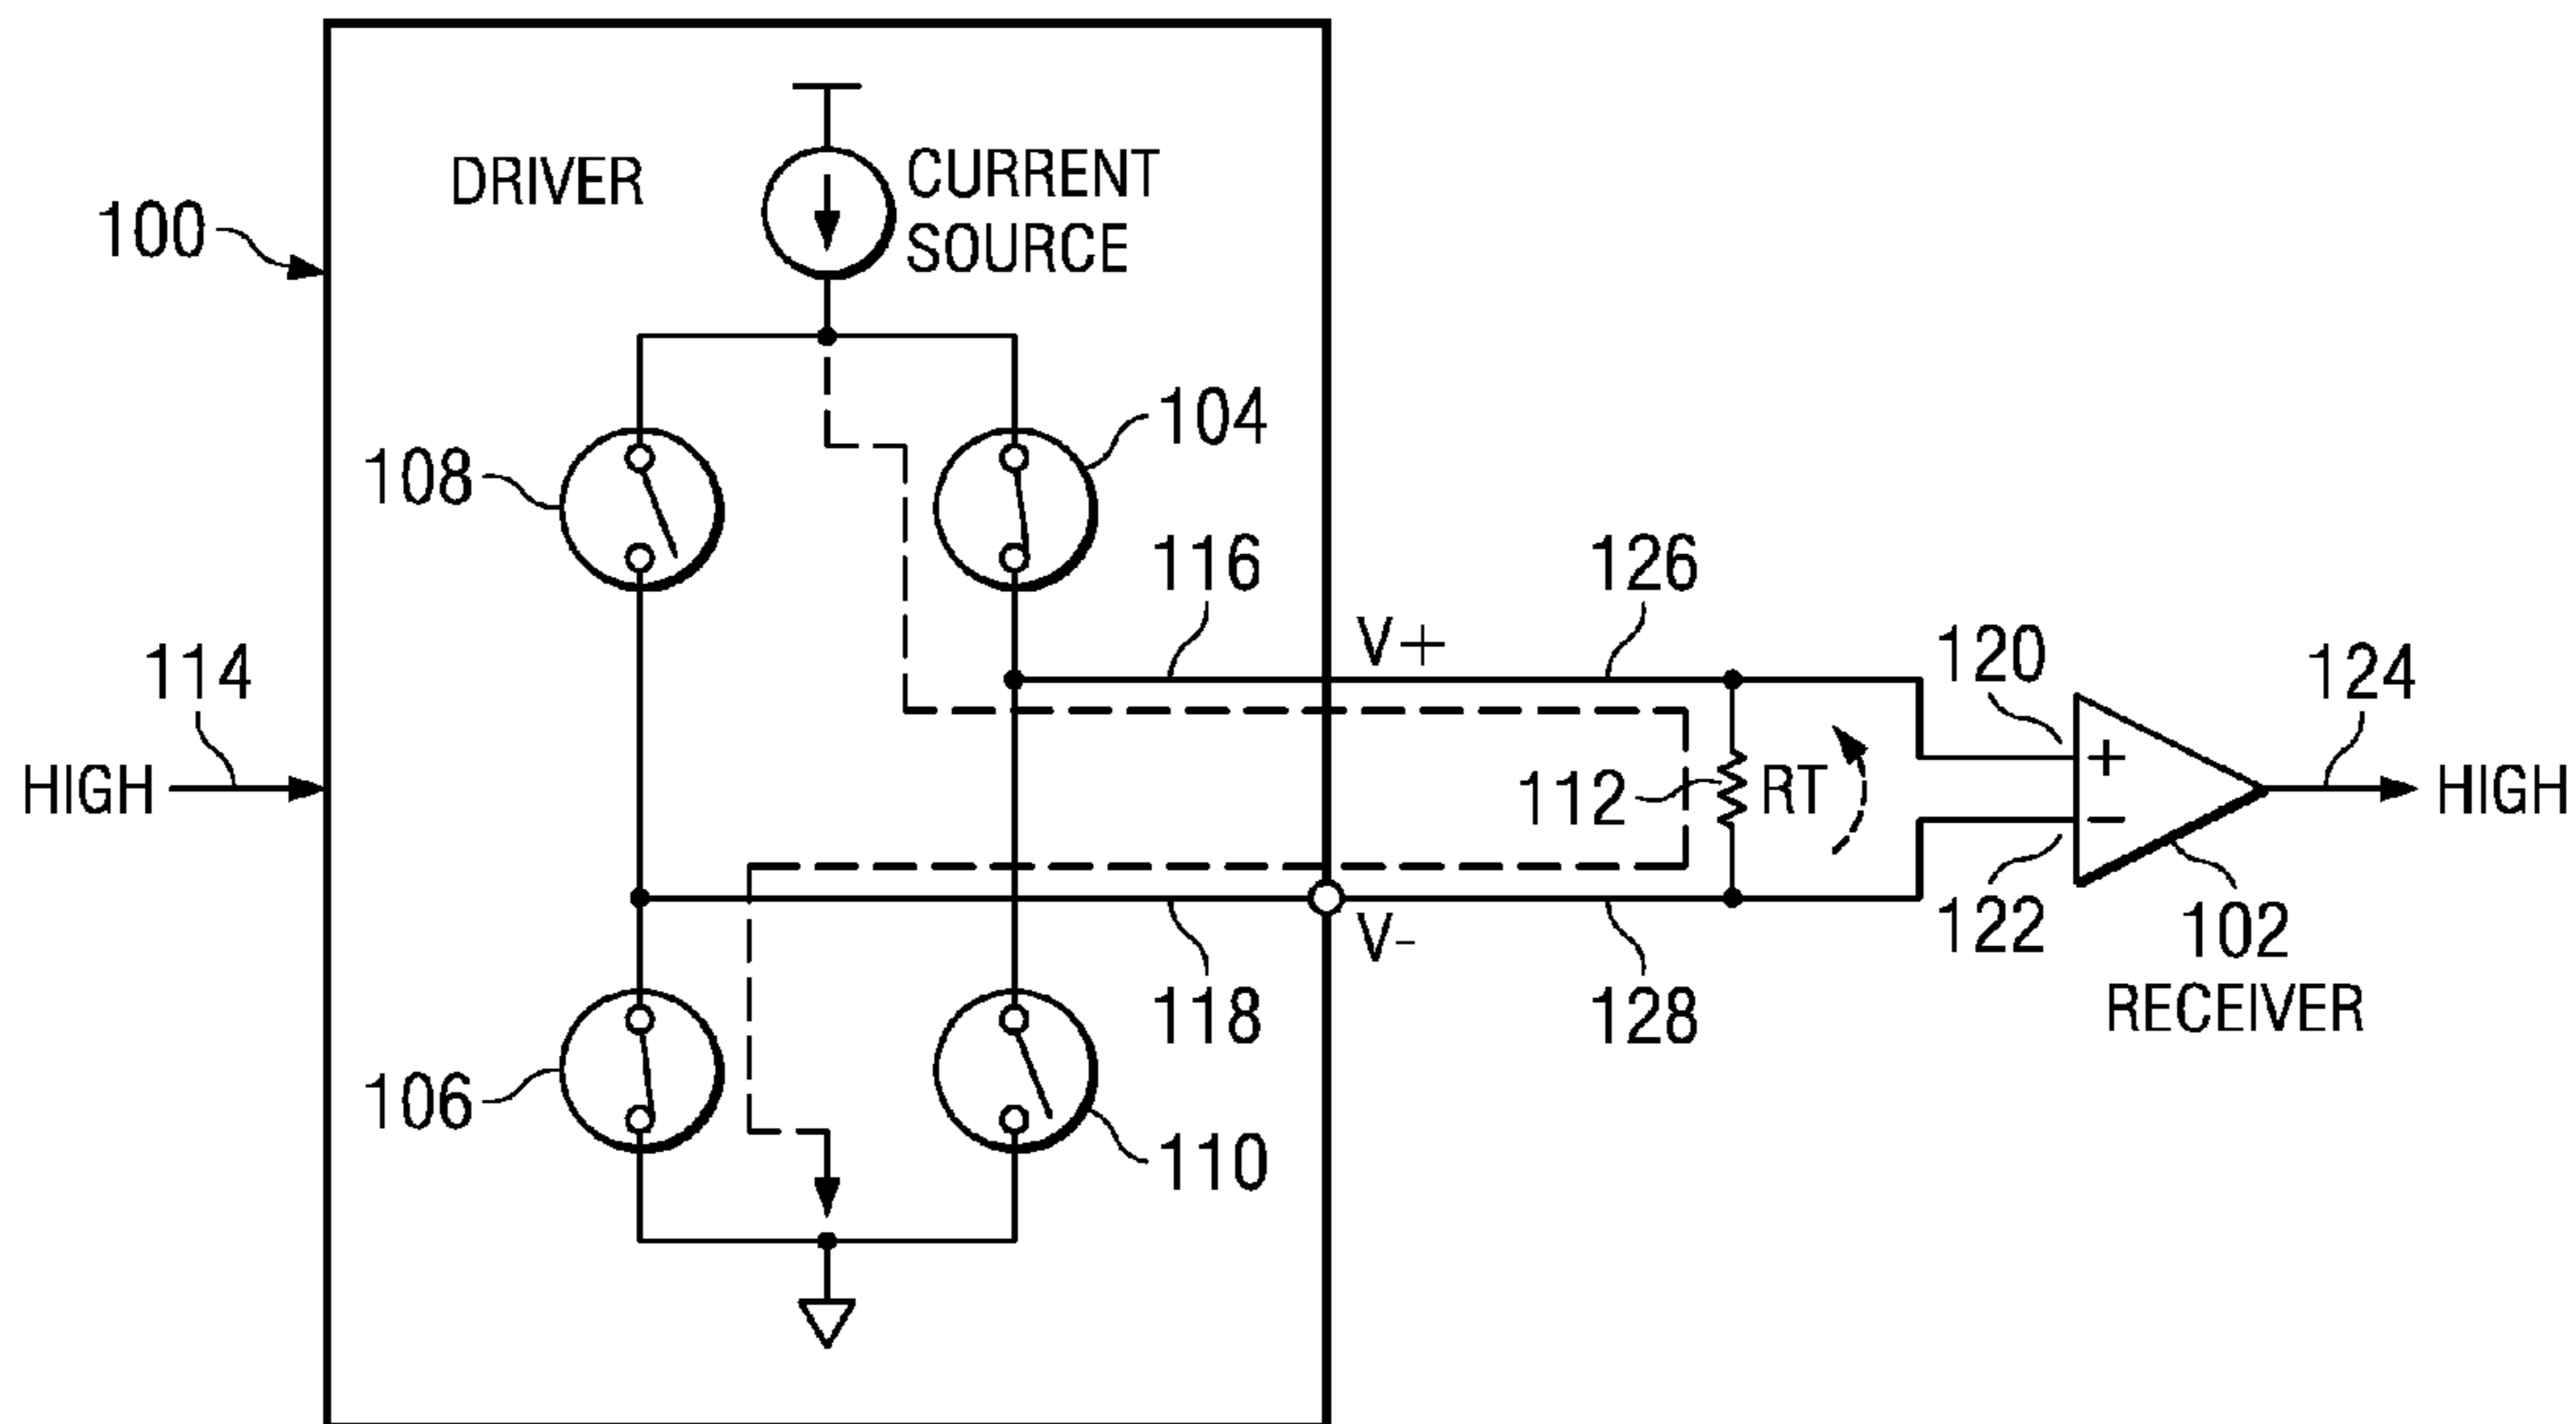 DRIVER
CURRENT
SOURCE
100
104
108
116
126
V+
120
124
114
HIGH
112
RT
+
−
HIGH
122
102
RECEIVER
V-
118
128
106
110